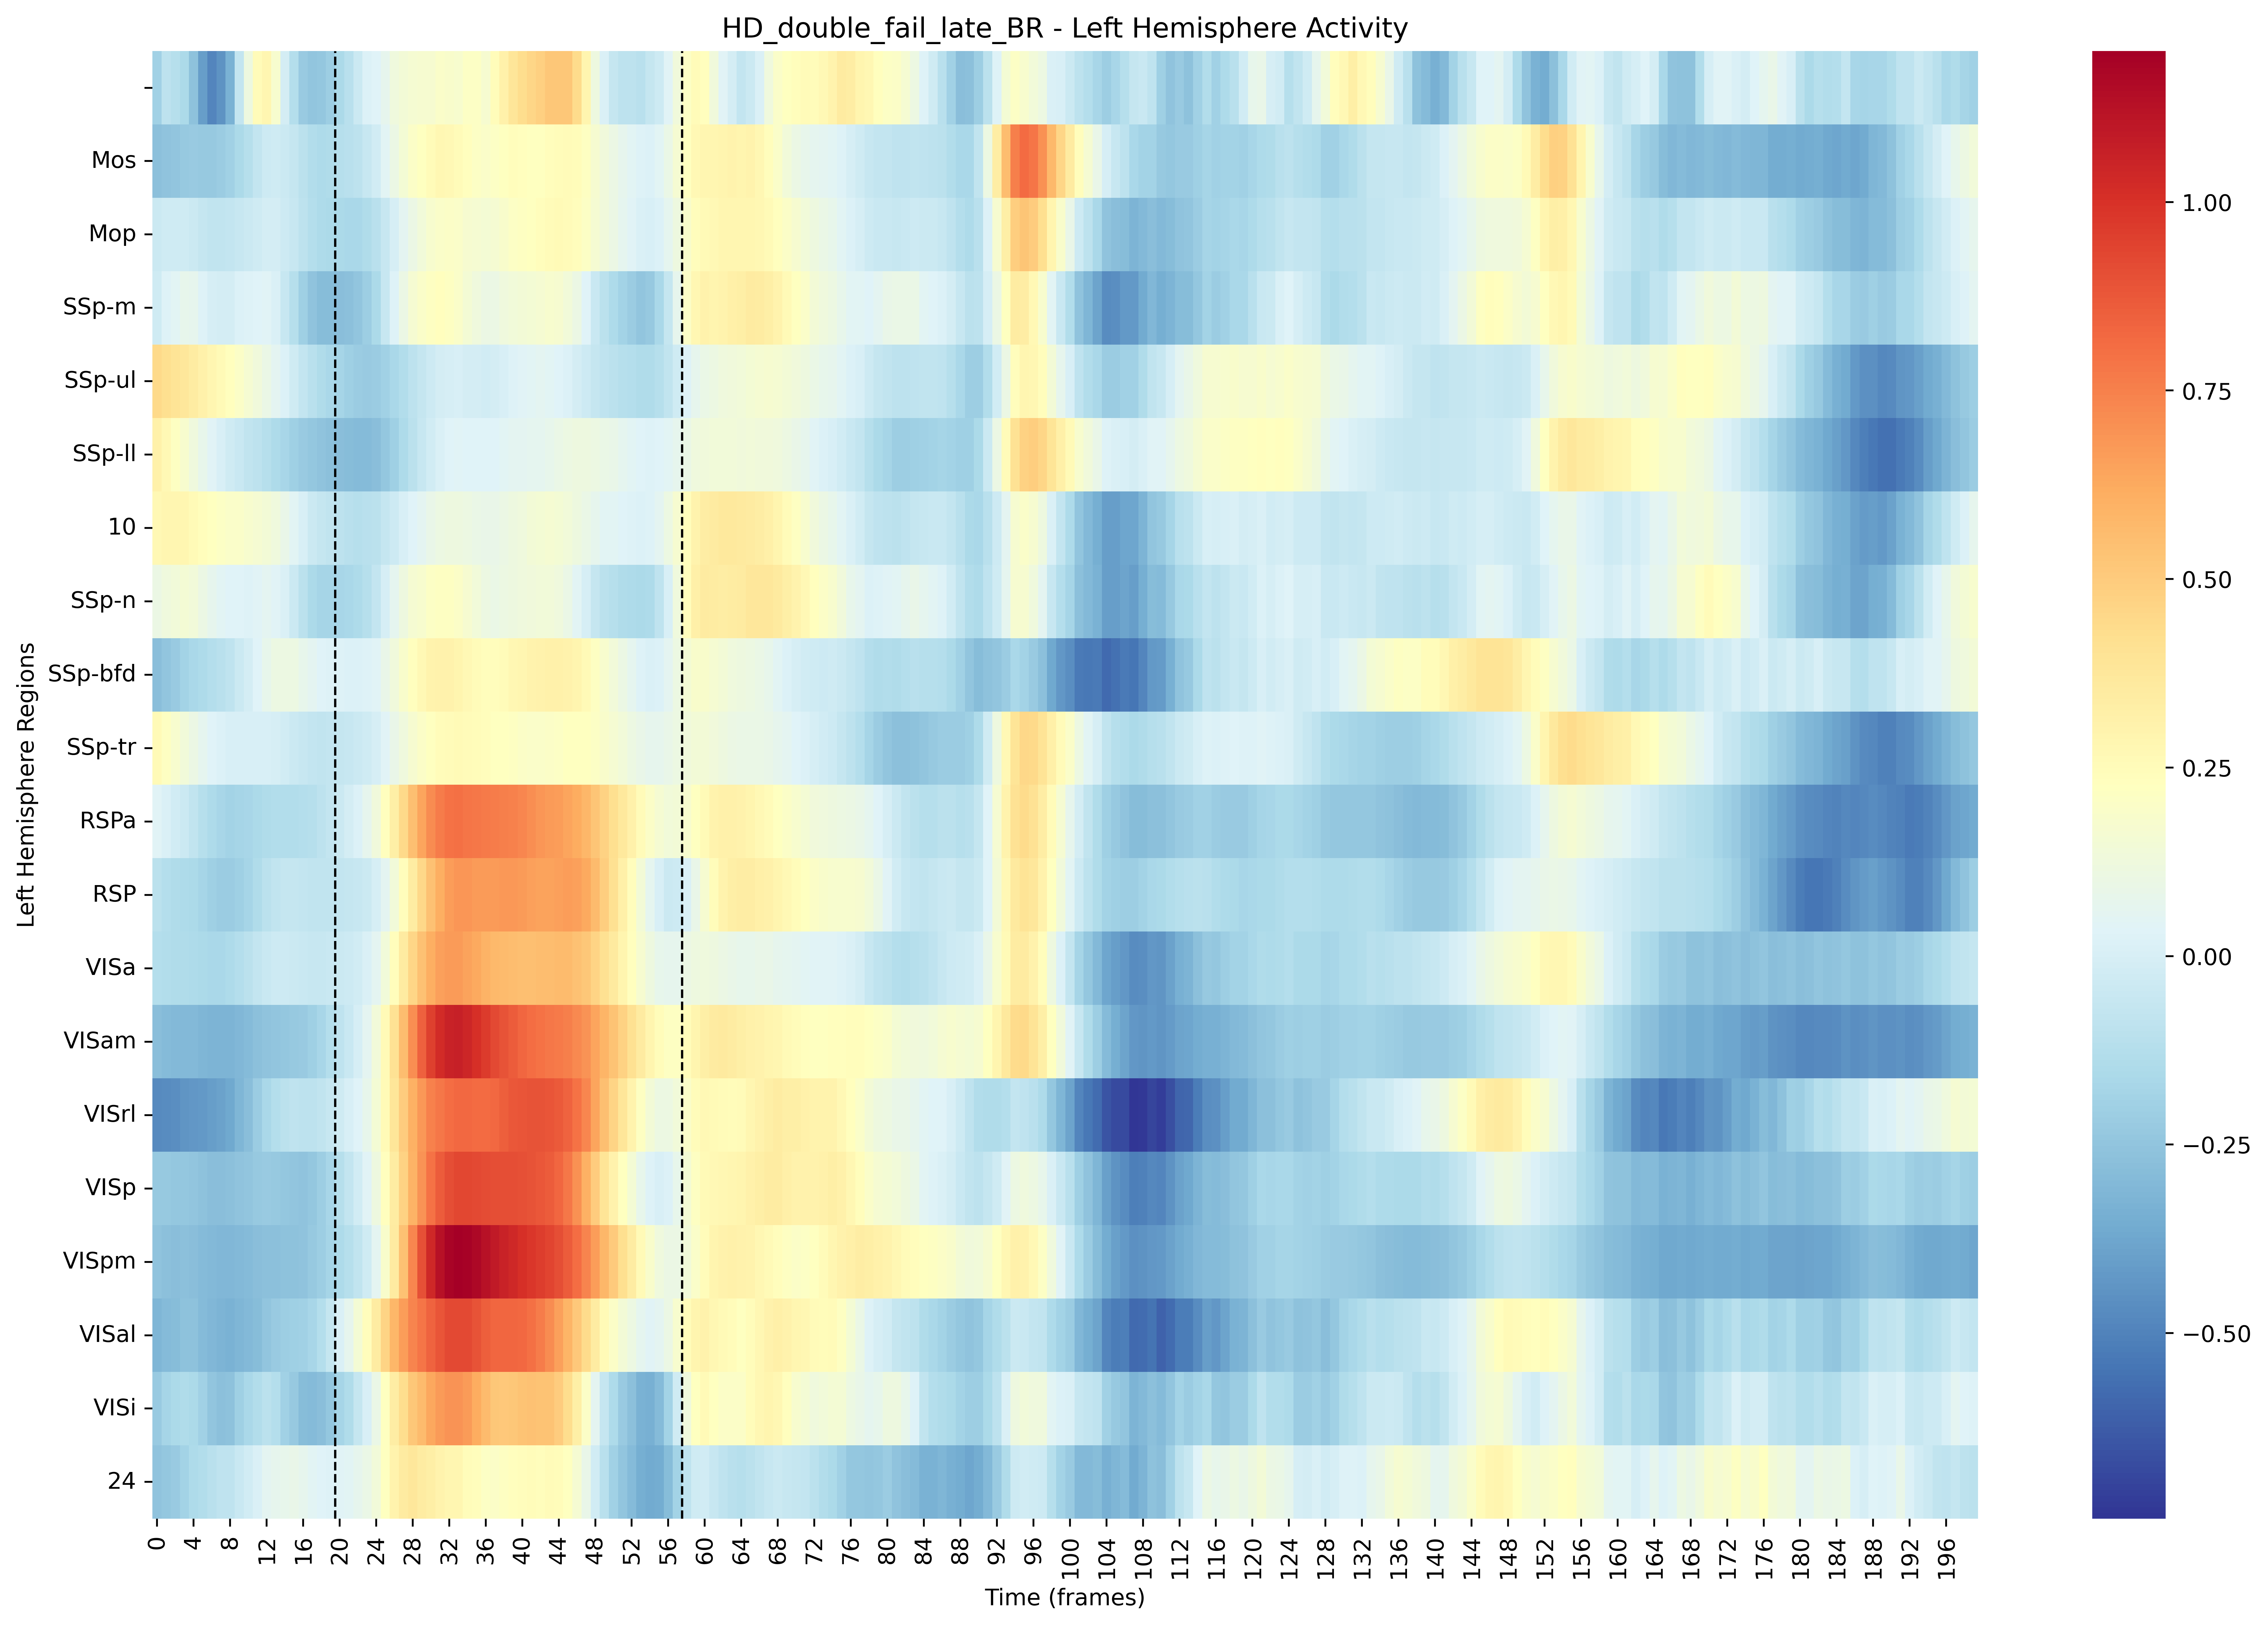 HD_double_fail_late_BR - Left Hemisphere Activity
Left Hemisphere Regions
Mos
Mop
SSp-m
SSp-ul
SSp-ll
10
SSp-n
SSp-bfd
SSp-tr
RSPa
RSP
VISa
VISam
VISrl
VISp
VISpm
VISal
VISi
24
0 4 8 12 16 20 24 28 32 36 40 44 48 52 56 60 64 68 72 76 80 84 88 92 96 100 104 108 112 116 120 124 128 132 136 140 144 148 152 156 160 164 168 172 176 180 184 188 192 196
Time (frames)
1.00
0.75
0.50
0.25
0.00
−0.25
−0.50